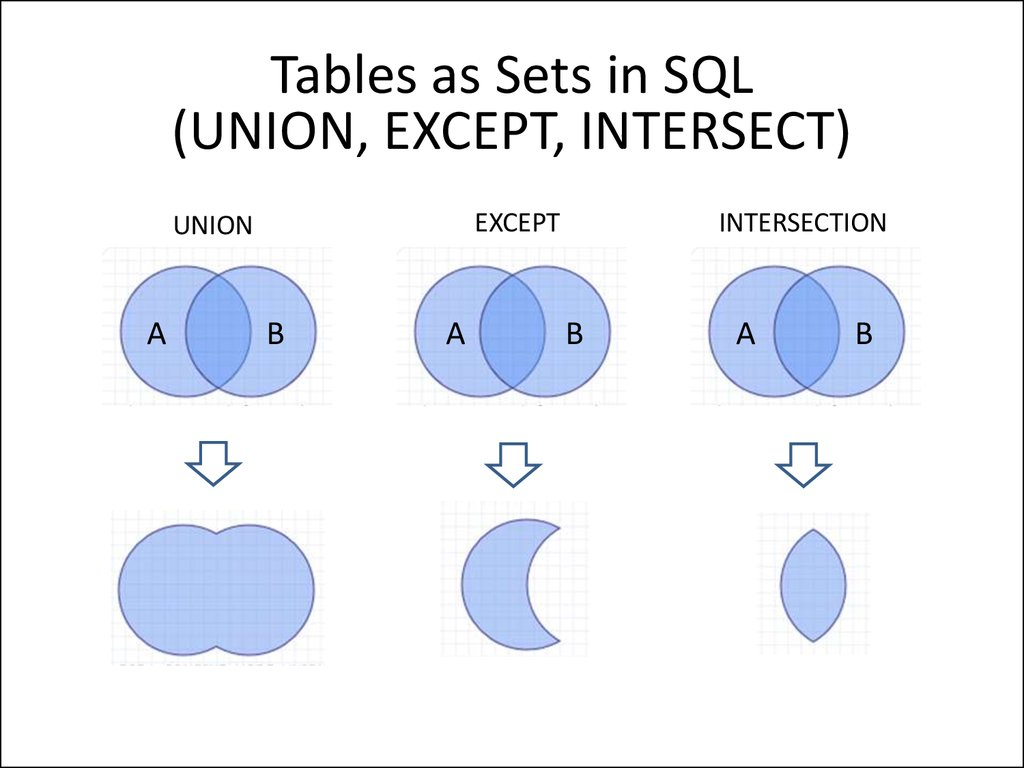 Tables as Sets in SQL
(UNION, EXCEPT, INTERSECT)
UNION
EXCEPT
INTERSECTION
A
B
A
B
A
B